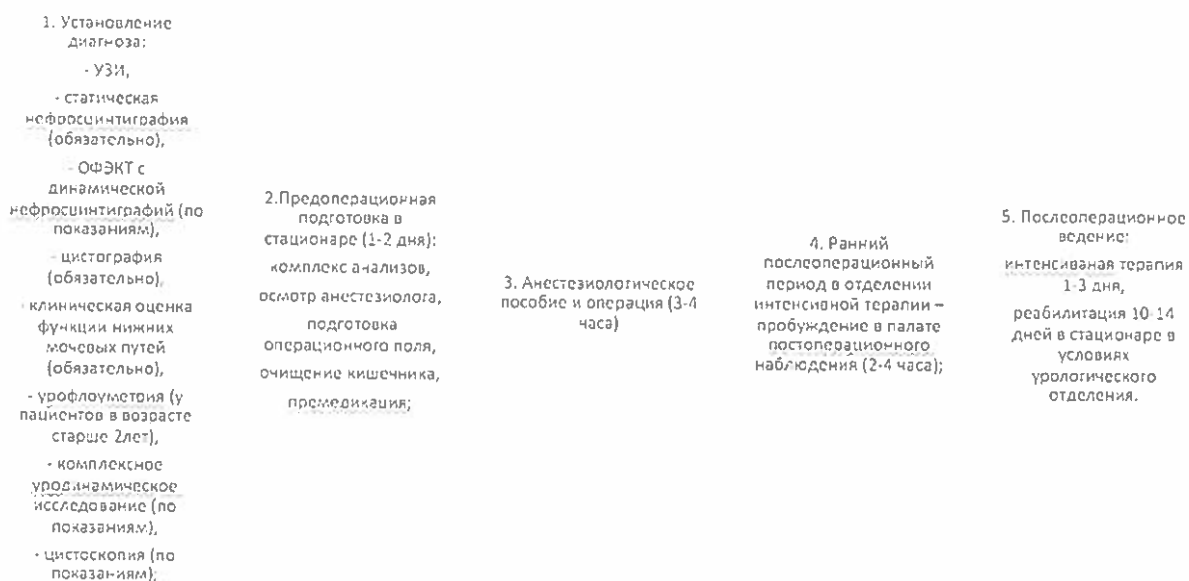 1. Установление
диагноза:
- УЗИ,
- статическая
нефросцинтиграфия
(обязательно),
- ОФЭКТ с
динамической
нефросцинтиграфий (по
показаниям),
- цистография
(обязательно),
- клиническая оценка
функции нижних
мочевых путей
(обязательно),
- урофлоуметрия (у
пациентов в возрасте
старше 2лет),
- комплексное
уродинамическое
исследование (по
показаниям),
- цистоскопия (по
показаниям);
2.Предоперационная
подготовка в
стационаре (1-2 дня):
комплекс анализов,
осмотр анестезиолога,
подготовка
операционного поля,
очищение кишечника,
премедикация;
3. Анестезиологическое
пособие и операция (3-4
часа)
4. Ранний
послеоперационный
период в отделении
интенсивной терапии –
пробуждение в палате
постоперационного
наблюдения (2-4 часа);
5. Послеоперационное
ведение:
интенсиваная терапия
1-3 дня,
реабилитация 10-14
дней в стационаре в
условиях
урологического
отделения.